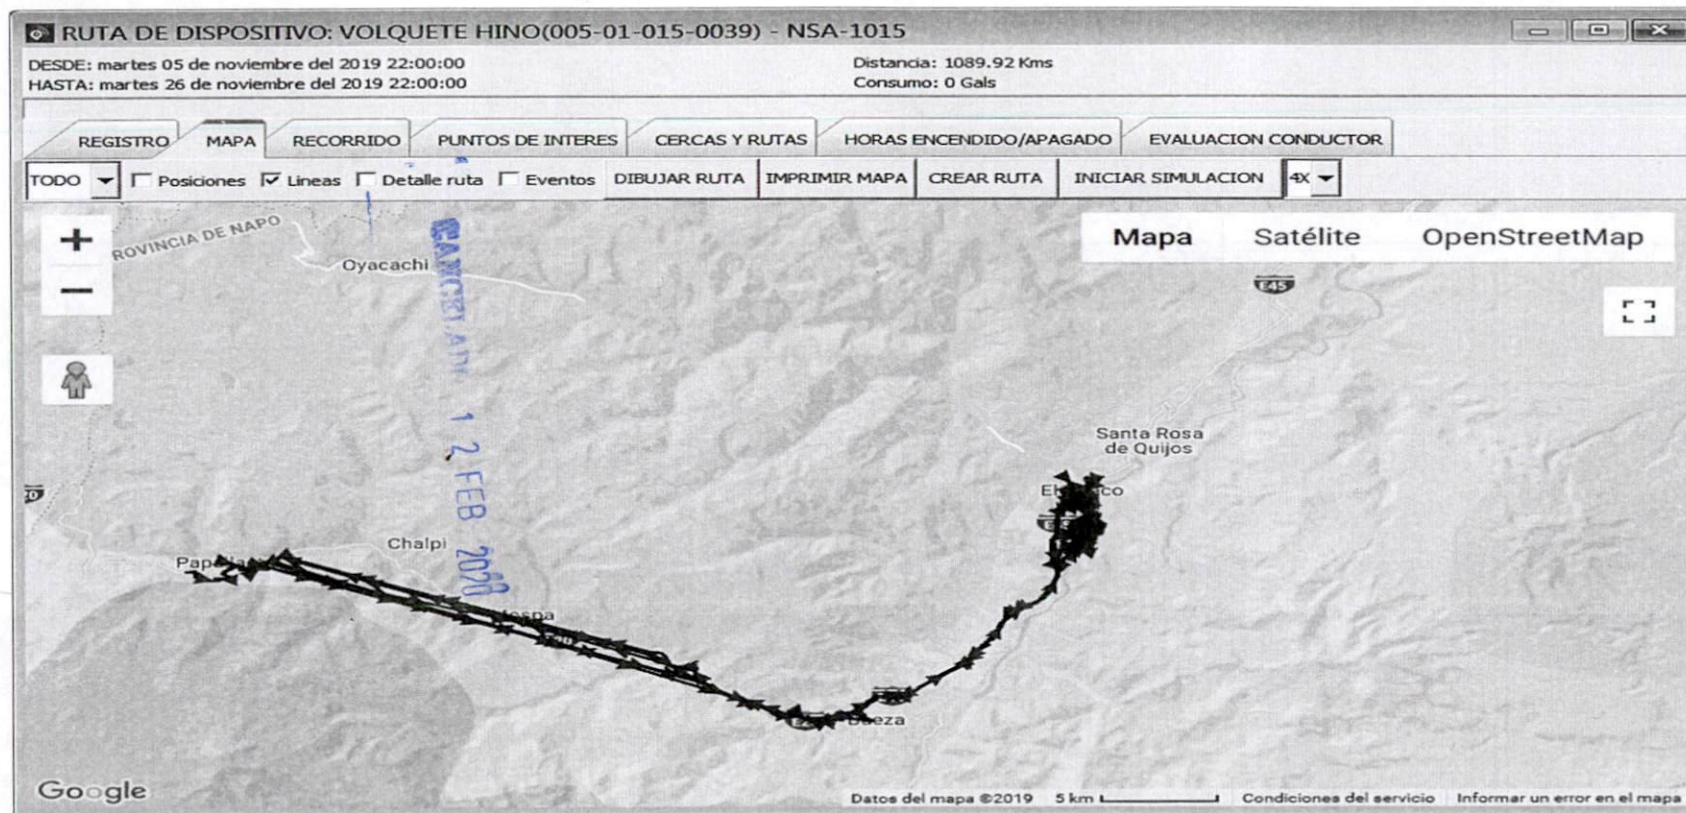 RUTA DE DISPOSITIVO: VOLQUETE HINO(005-01-015-0039) - NSA-1015
DESDE: martes 05 de noviembre del 2019 22:00:00
Distancia: 1089.92 Kms
HASTA: martes 26 de noviembre del 2019 22:00:00
Consumo: 0 Gals
REGISTRO MAPA RECORRIDO PUNTOS DE INTERES CERCAS Y RUTAS HORAS ENCENDIDO/APAGADO EVALUACION CONDUCTOR
TODO Posiciones Lineas Detalle ruta Eventos DIBUJAR RUTA IMPRIMIR MAPA CREAR RUTA INICIAR SIMULACION 4X
+
ROVINCIA DE NAPO
Mapa Satélite OpenStreetMap
Oyacachi
−
E45
CANCELADO
12 FEB 2020
Santa Rosa
de Quijos
Chalpi
Baeza
Google
Datos del mapa ©2019 5 km Condiciones del servicio Informar un error en el mapa